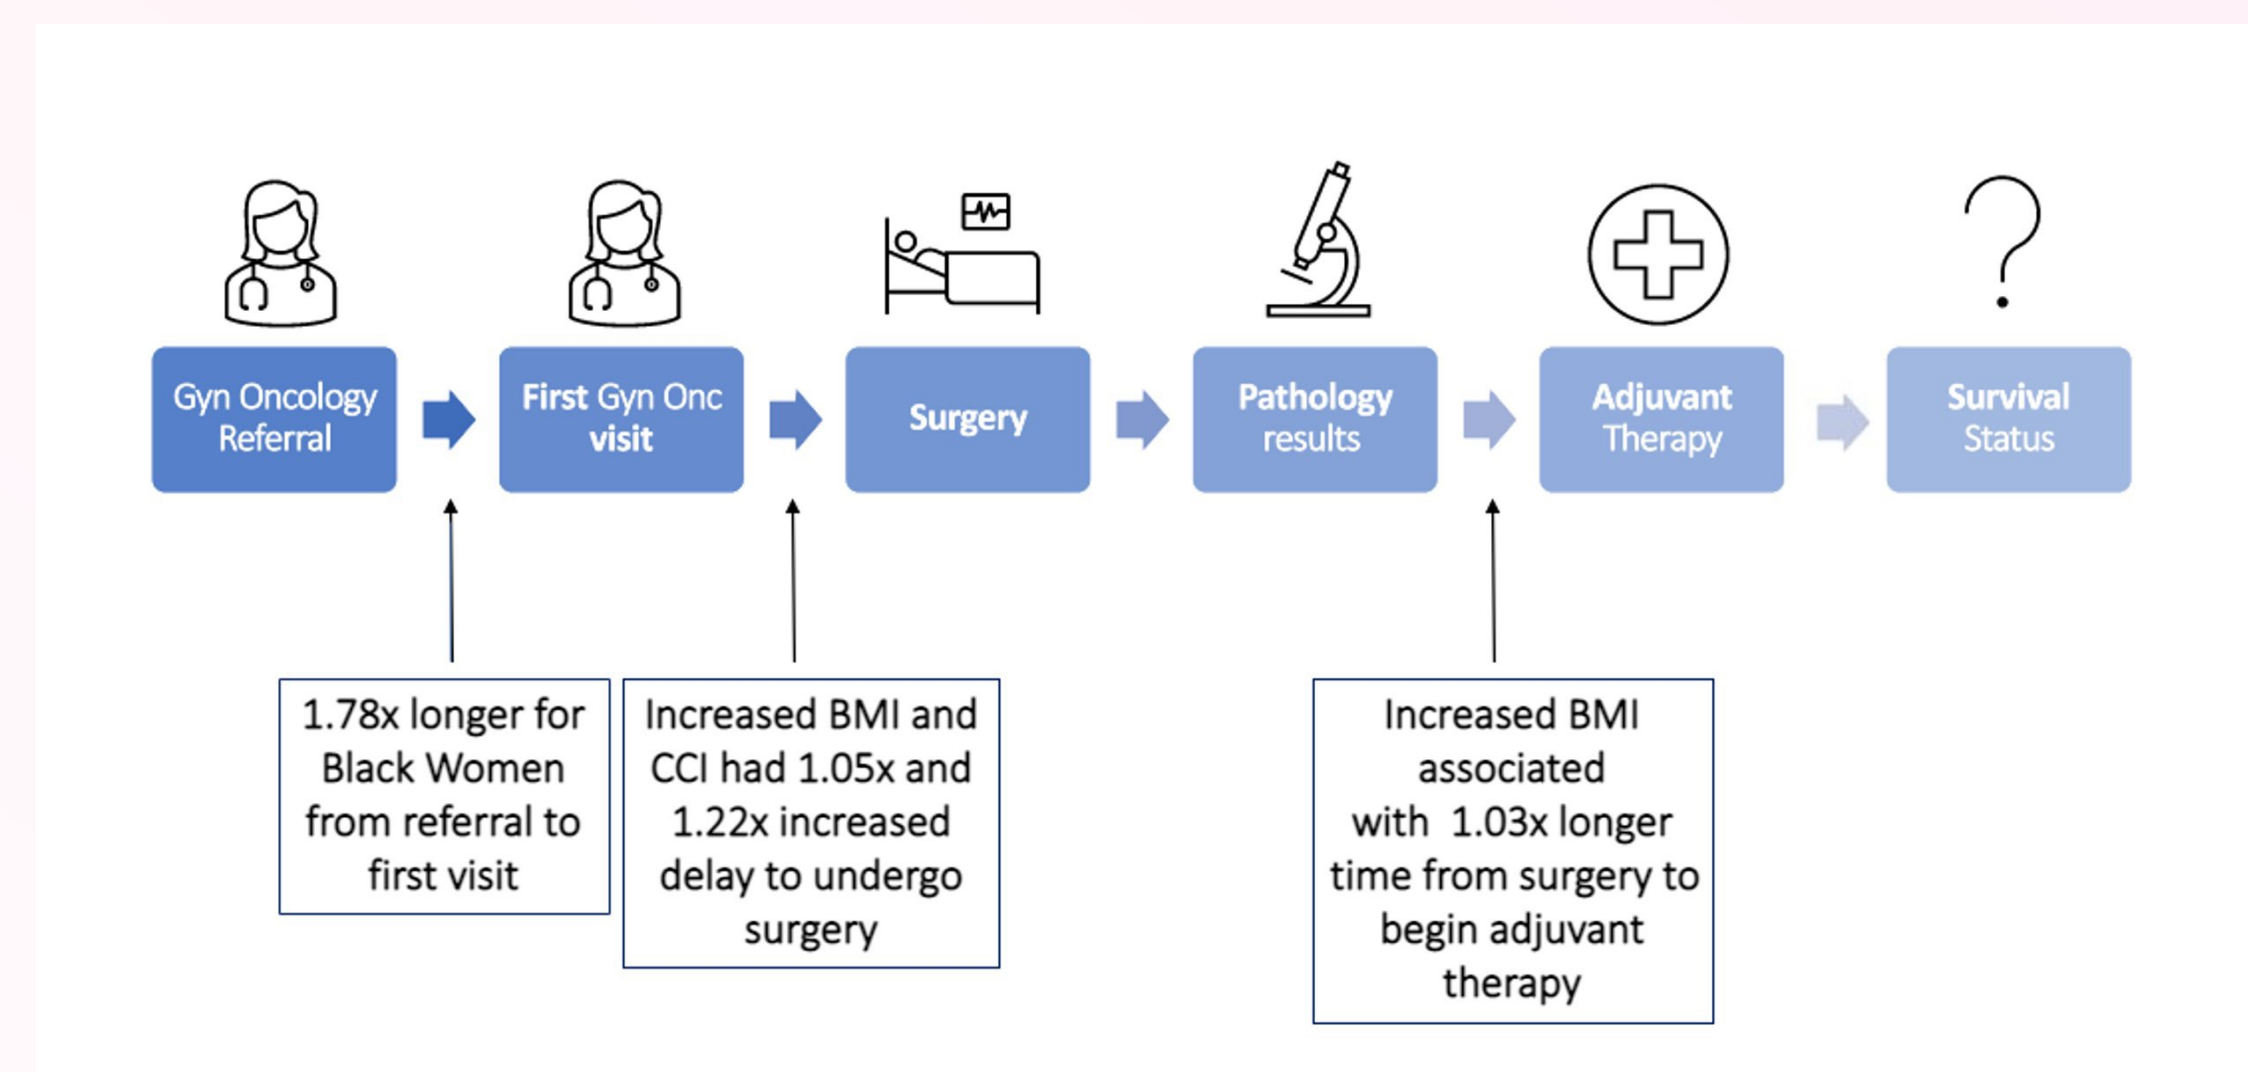 Gyn Oncology
Referral
First Gyn Onc
visit
Surgery
Pathology
results
Adjuvant
Therapy
Survival
Status
1.78x longer for
Black Women
from referral to
first visit
Increased BMI and
CCI had 1.05x and
1.22x increased
delay to undergo
surgery
Increased BMI
associated
with  1.03x longer
time from surgery to
begin adjuvant
therapy